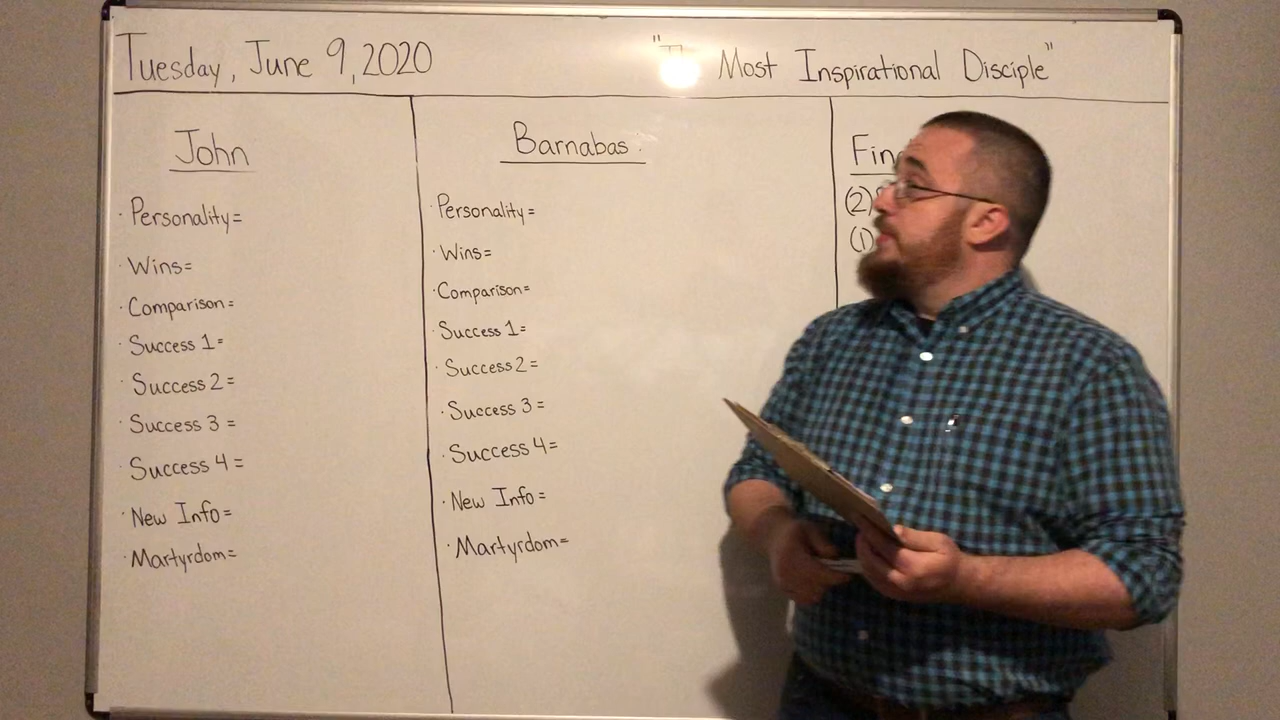 Tuesday, June 9, 2020
" Most Inspirational Disciple"
John
· Personality=
· Wins=
· Comparison=
· Success 1=
· Success 2=
· Success 3 =
· Success 4 =
· New Info=
· Martyrdom=
Barnabas
· Personality=
· Wins=
· Comparison=
· Success 1=
· Success 2 =
· Success 3 =
· Success 4=
· New Info=
· Martyrdom=
(2)
(1)